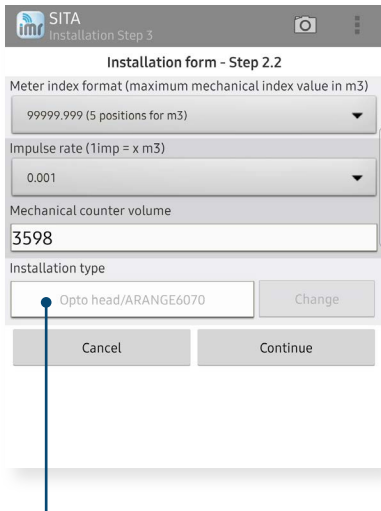 imr SITA
Installation Step 3
Installation form - Step 2.2
Meter index format (maximum mechanical index value in m3)
99999.999 (5 positions for m3)
Impulse rate (1imp = x m3)
0.001
Mechanical counter volume
3598
Installation type
Opto head/ARANGE6070 Change
Cancel Continue